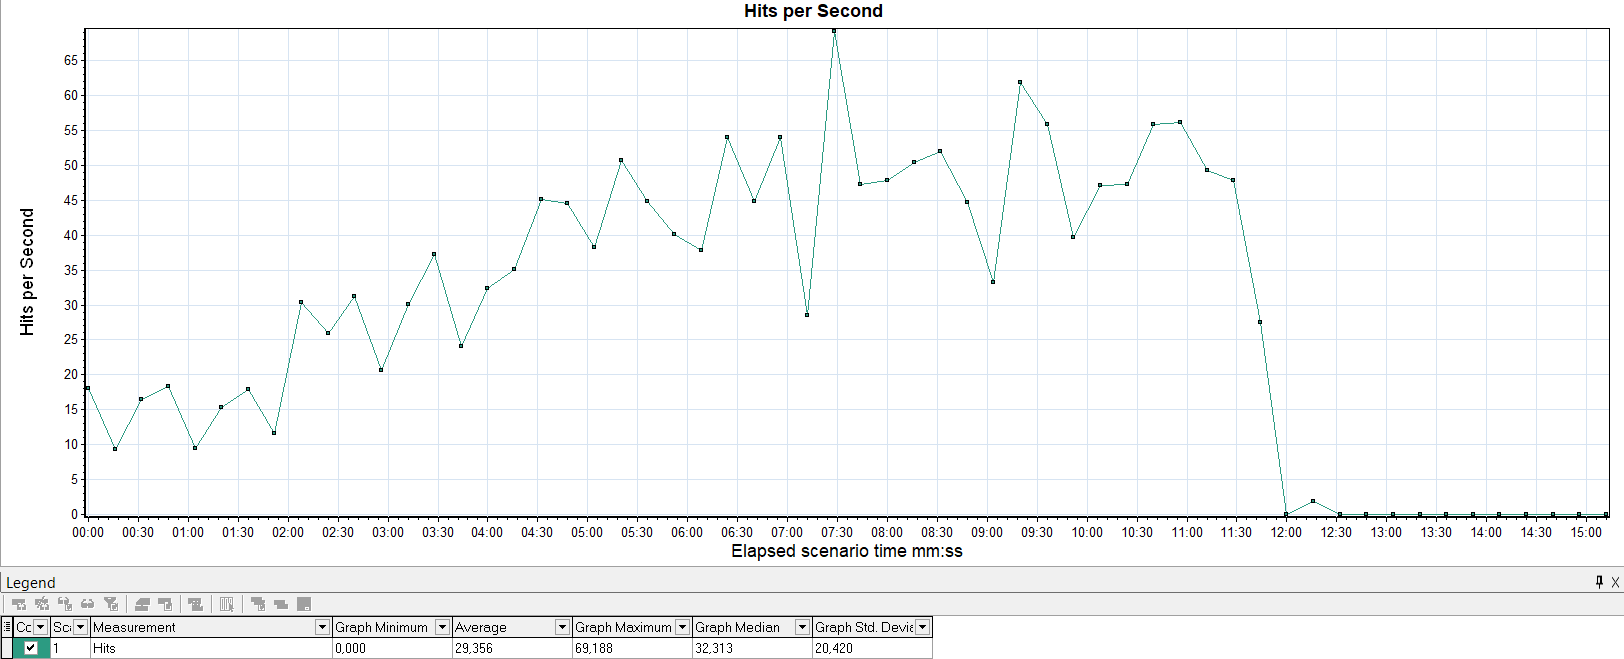 Hits per Second
Hits per Second
65
60
55
50
45
40
35
30
25
20
15
10
5
0
00:00 00:30 01:00 01:30 02:00 02:30 03:00 03:30 04:00 04:30 05:00 05:30 06:00 06:30 07:00 07:30 08:00 08:30 09:00 09:30 10:00 10:30 11:00 11:30 12:00 12:30 13:00 13:30 14:00 14:30 15:00
Elapsed scenario time mm:ss
Legend
Cc Sc Measurement Graph Minimum Average Graph Maximum Graph Median Graph Std. Devia
1 Hits 0,000 29,356 69,188 32,313 20,420